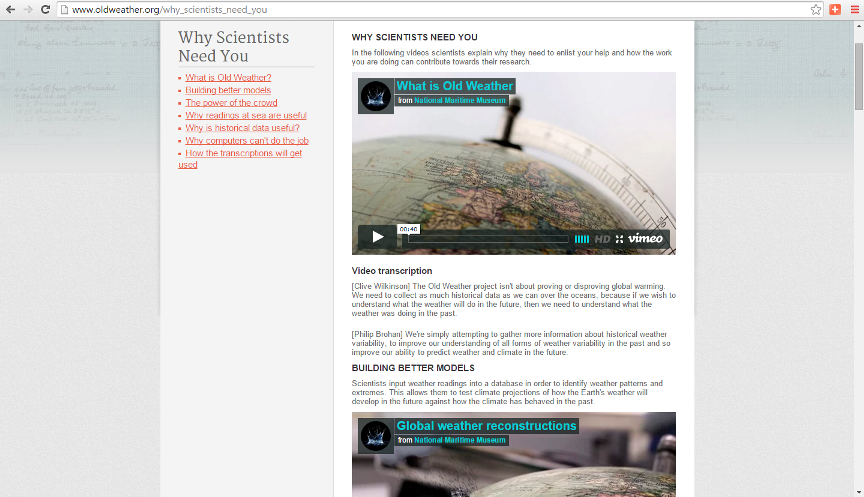 www.oldweather.org/why_scientists_need_you
Why Scientists
Need You
What is Old Weather?
Building better models
The power of the crowd
Why readings at sea are useful
Why is historical data useful?
Why computers can't do the job
How the transcriptions will get
used
WHY SCIENTISTS NEED YOU
In the following videos scientists explain why they need to enlist your help and how the work
you are doing can contribute towards their research.
What is Old Weather
from National Maritime Museum
00:40
HD vimeo
Video transcription
[Clive Wilkinson] The Old Weather project isn't about proving or disproving global warming.
We need to collect as much historical data as we can over the oceans, because if we wish to
understand what the weather will do in the future, then we need to understand what the
weather was doing in the past.
[Philip Brohan] We're simply attempting to gather more information about historical weather
variability, to improve our understanding of all forms of weather variability in the past and so
improve our ability to predict weather and climate in the future.
BUILDING BETTER MODELS
Scientists input weather readings into a database in order to identify weather patterns and
extremes. This allows them to test climate projections of how the Earth's weather will
develop in the future against how the climate has behaved in the past.
Global weather reconstructions
from National Maritime Museum